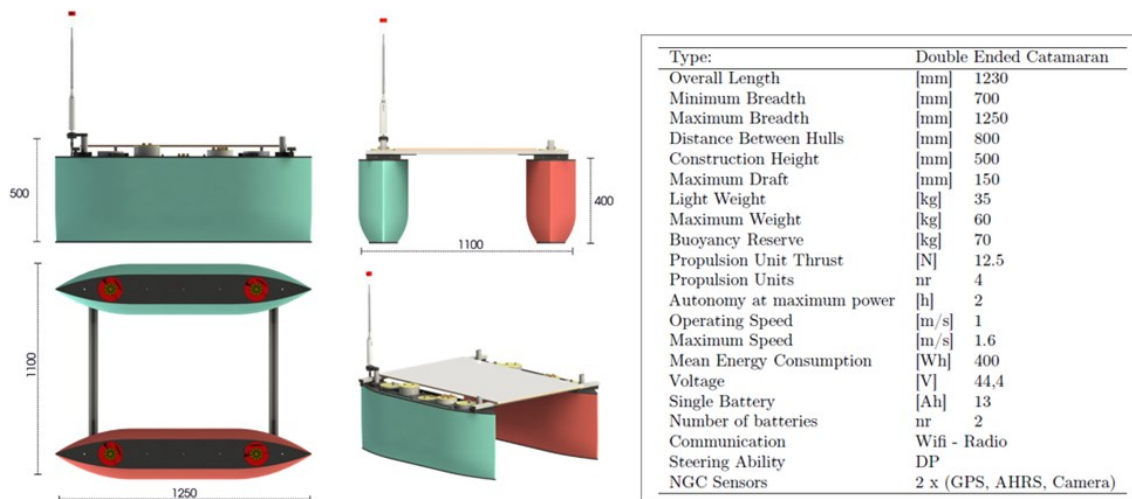 500
400
1100
1100
1250
Type: Double Ended Catamaran
Overall Length [mm] 1230
Minimum Breadth [mm] 700
Maximum Breadth [mm] 1250
Distance Between Hulls [mm] 800
Construction Height [mm] 500
Maximum Draft [mm] 150
Light Weight [kg] 35
Maximum Weight [kg] 60
Buoyancy Reserve [kg] 70
Propulsion Unit Thrust [N] 12.5
Propulsion Units nr 4
Autonomy at maximum power [h] 2
Operating Speed [m/s] 1
Maximum Speed [m/s] 1.6
Mean Energy Consumption [Wh] 400
Voltage [V] 44,4
Single Battery [Ah] 13
Number of batteries nr 2
Communication Wifi - Radio
Steering Ability DP
NGC Sensors 2 x (GPS, AHRS, Camera)